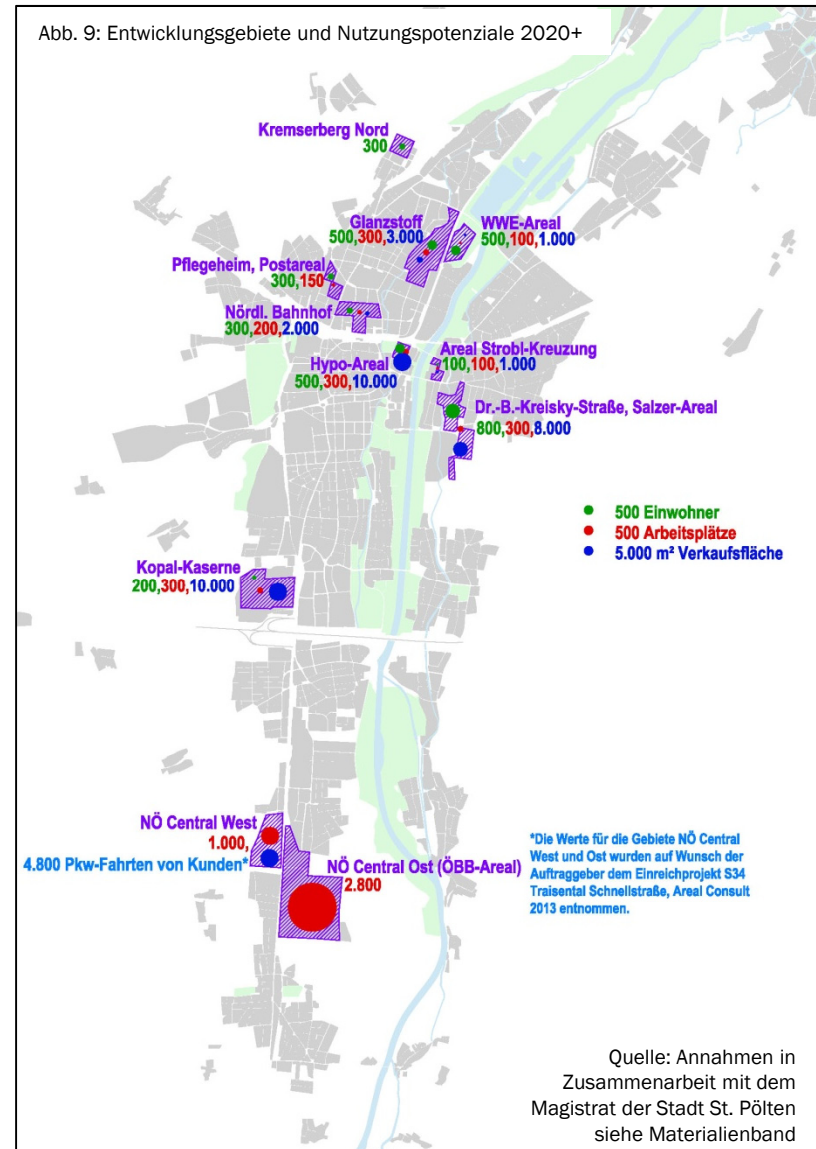 Abb. 9: Entwicklungsgebiete und Nutzungspotenziale 2020+
Kremserberg Nord
300
Glanzstoff
500,300,3.000
WWE-Areal
500,100,1.000
Pflegeheim, Postareal
300,150
Nördl. Bahnhof
300,200,2.000
Hypo-Areal
500,300,10.000
Areal Strobl-Kreuzung
100,100,1.000
Dr.-B.-Kreisky-Straße, Salzer-Areal
800,300,8.000
500 Einwohner
500 Arbeitsplätze
5.000 m² Verkaufsfläche
Kopal-Kaserne
200,300,10.000
NÖ Central West
1.000,
4.800 Pkw-Fahrten von Kunden*
NÖ Central Ost (ÖBB-Areal)
2.800
*Die Werte für die Gebiete NÖ Central
West und Ost wurden auf Wunsch der
Auftraggeber dem Einreichprojekt S34
Traisental Schnellstraße, Areal Consult
2013 entnommen.
Quelle: Annahmen in
Zusammenarbeit mit dem
Magistrat der Stadt St. Pölten
siehe Materialienband